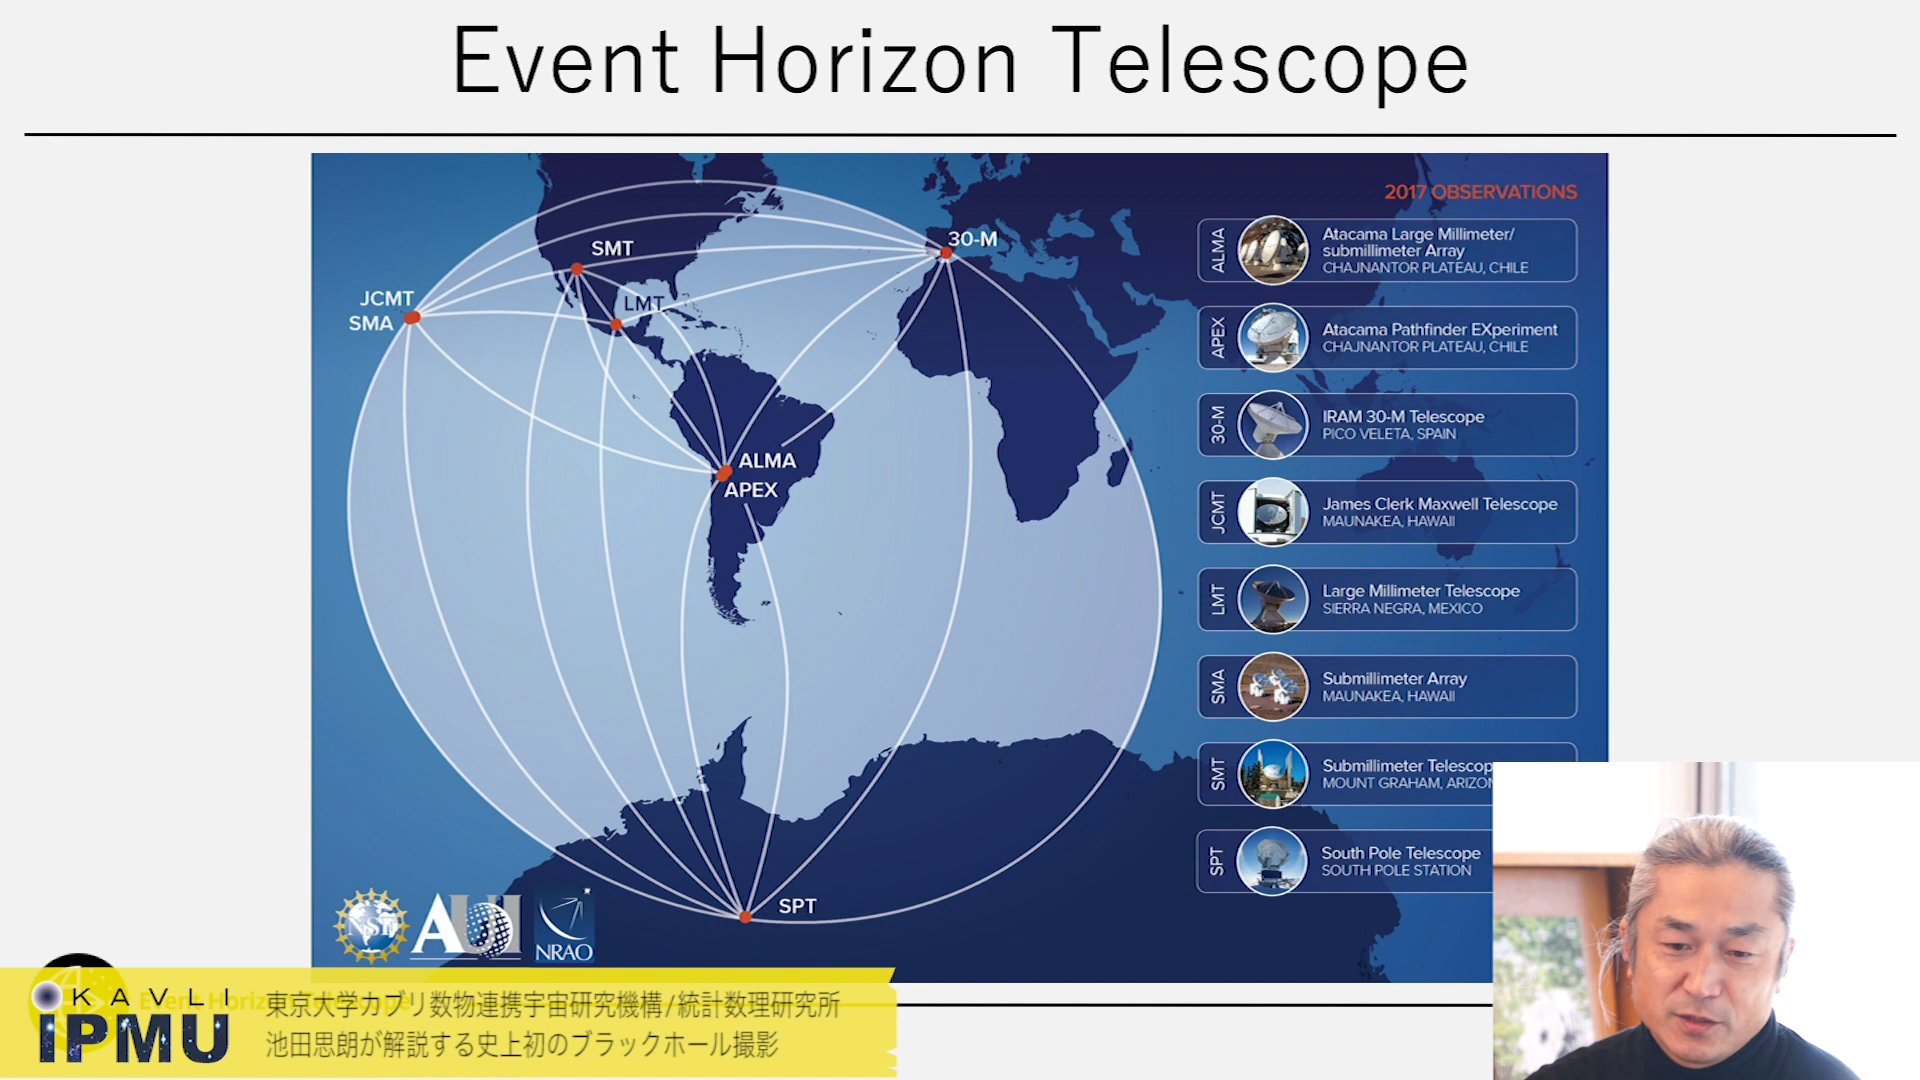 Event Horizon Telescope
2017 OBSERVATIONS
SMT
30-M
LMT
JCMT
SMA
ALMA
APEX
SPT
ALMA
Atacama Large Millimeter/
submillimeter Array
CHAJNANTOR PLATEAU, CHILE
APEX
Atacama Pathfinder EXperiment
CHAJNANTOR PLATEAU, CHILE
30-M
IRAM 30-M Telescope
PICO VELETA, SPAIN
JCMT
James Clerk Maxwell Telescope
MAUNAKEA, HAWAII
LMT
Large Millimeter Telescope
SIERRA NEGRA, MEXICO
SMA
Submillimeter Array
MAUNAKEA, HAWAII
SMT
Submillimeter Telescop
MOUNT GRAHAM, ARIZON
SPT
South Pole Telescope
SOUTH POLE STATION
NSF
AUI
NRAO
KAVLI
IPMU
Event Horizon Telescope
東京大学カブリ数物連携宇宙研究機構/統計数理研究所
池田思朗が解説する史上初のブラックホール撮影